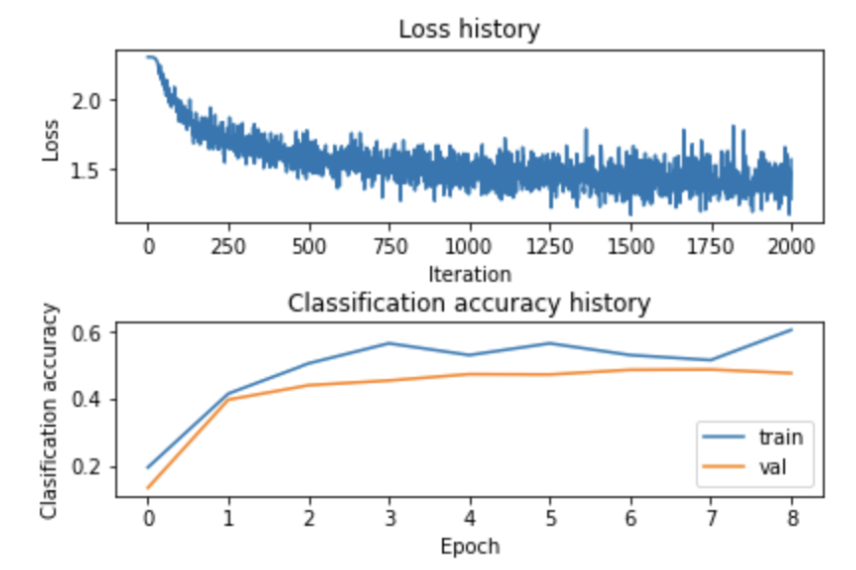 Loss history
Loss
2.0
1.5
0 250 500 750 1000 1250 1500 1750 2000
Iteration
Classification accuracy history
Clasification accuracy
0.6
0.4
0.2
train
val
0 1 2 3 4 5 6 7 8
Epoch